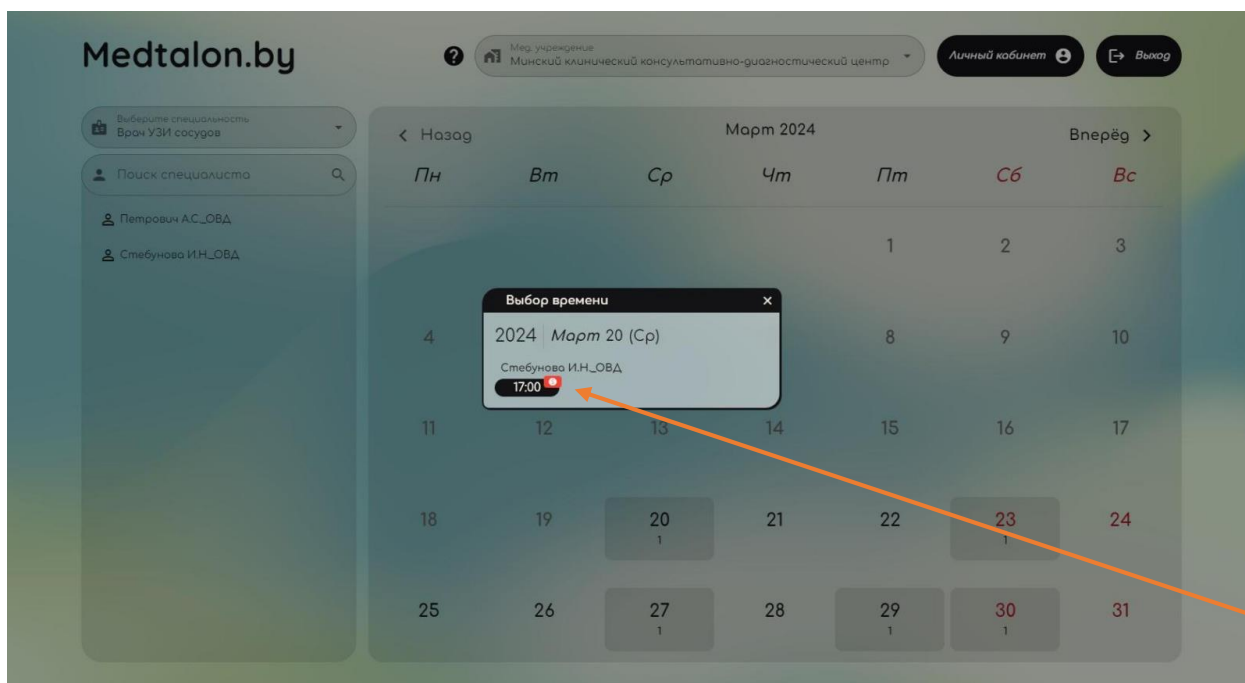 Medtalon.by
Мед. учреждение
Минский клинический консультативно-диагностический центр
Личный кабинет
Выход
Выберите специальность
Врач УЗИ сосудов
Поиск специалиста
Петрович А.С._ОВД
Стебунова И.Н._ОВД
Назад
Март 2024
Вперёд
Пн Вт Ср Чт Пт Сб Вс
1 2 3
Выбор времени
2024 Март 20 (Ср)
Стебунова И.Н._ОВД
17:00
4 8 9 10
11 12 13 14 15 16 17
18 19 20 21 22 23 24
1 1
25 26 27 28 29 30 31
1 1 1